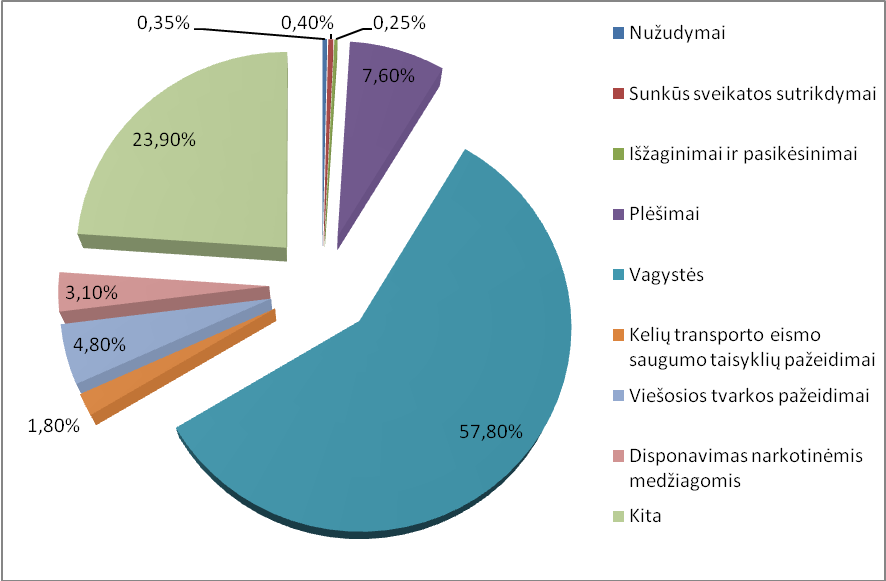 0,35%
0,40%
0,25%
7,60%
23,90%
3,10%
4,80%
1,80%
57,80%
Nužudymai
Sunkūs sveikatos sutrikdymai
Išžaginimai ir pasikėsinimai
Plėšimai
Vagystės
Kelių transporto eismo
saugumo taisyklių pažeidimai
Viešosios tvarkos pažeidimai
Disponavimas narkotinėmis
medžiagomis
Kita